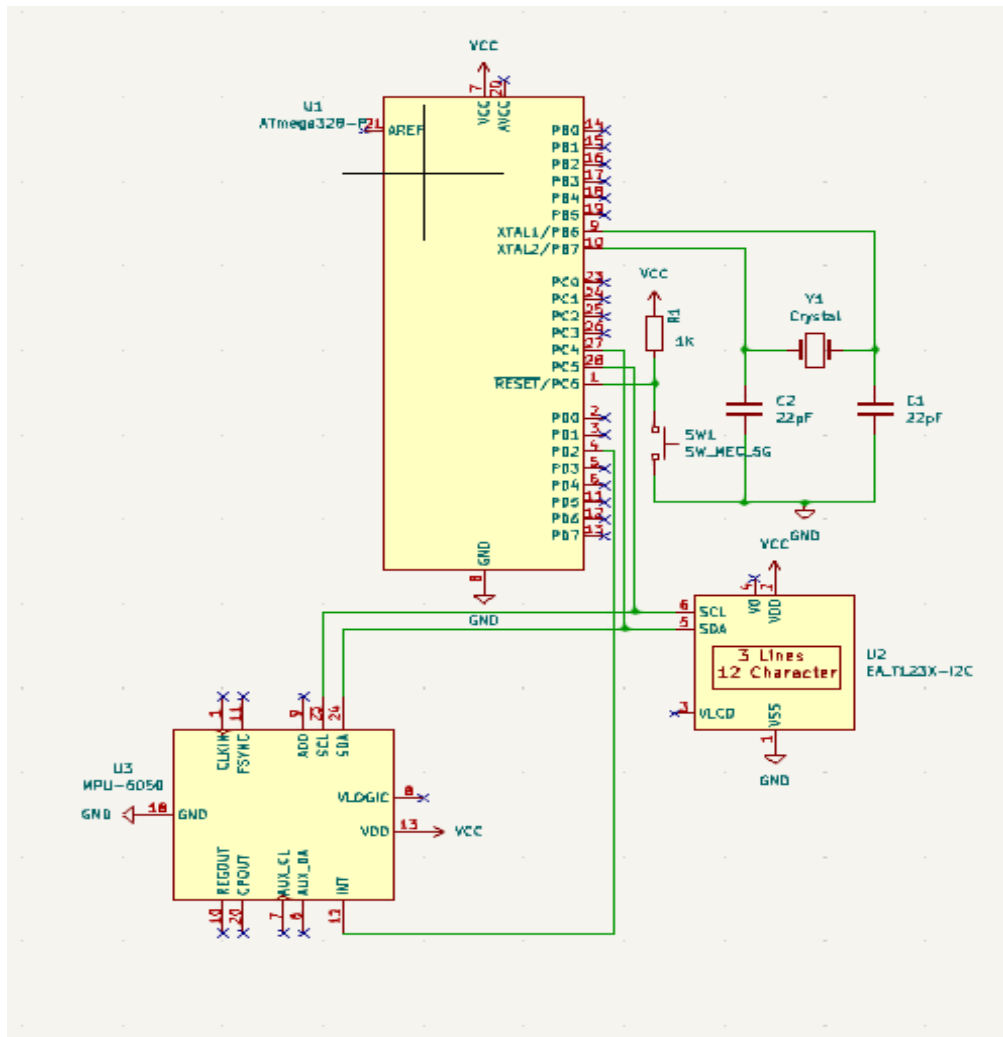 VCC
7
20
U1
ATmega328-P
VCC
AVCC
21
AREF
PB0
14
PB1
15
PB2
16
PB3
17
PB4
18
PB5
19
XTAL1/PB6
9
XTAL2/PB7
10
PC0
23
PC1
24
PC2
25
PC3
26
PC4
27
PC5
28
RESET/PC6
1
PD0
2
PD1
3
PD2
4
PD3
5
PD4
6
PD5
11
PD6
12
PD7
13
GND
8
GND
VCC
R1
1k
Y1
Crystal
C2
22pF
C1
22pF
SW1
SW_MEC_5G
GND
VCC
6
SCL
5
SDA
V0
VDD
3 Lines
12 Character
U2
VLCD
VSS
1
GND
1
11
9
23
24
CLKIN
FSYNC
AD0
SCL
SDA
U3
MPU-6050
GND
18
GND
VLOGIC
8
VDD
13
VCC
REGOUT
CPOUT
AUX_CL
AUX_DA
INT
10
20
7
6
12